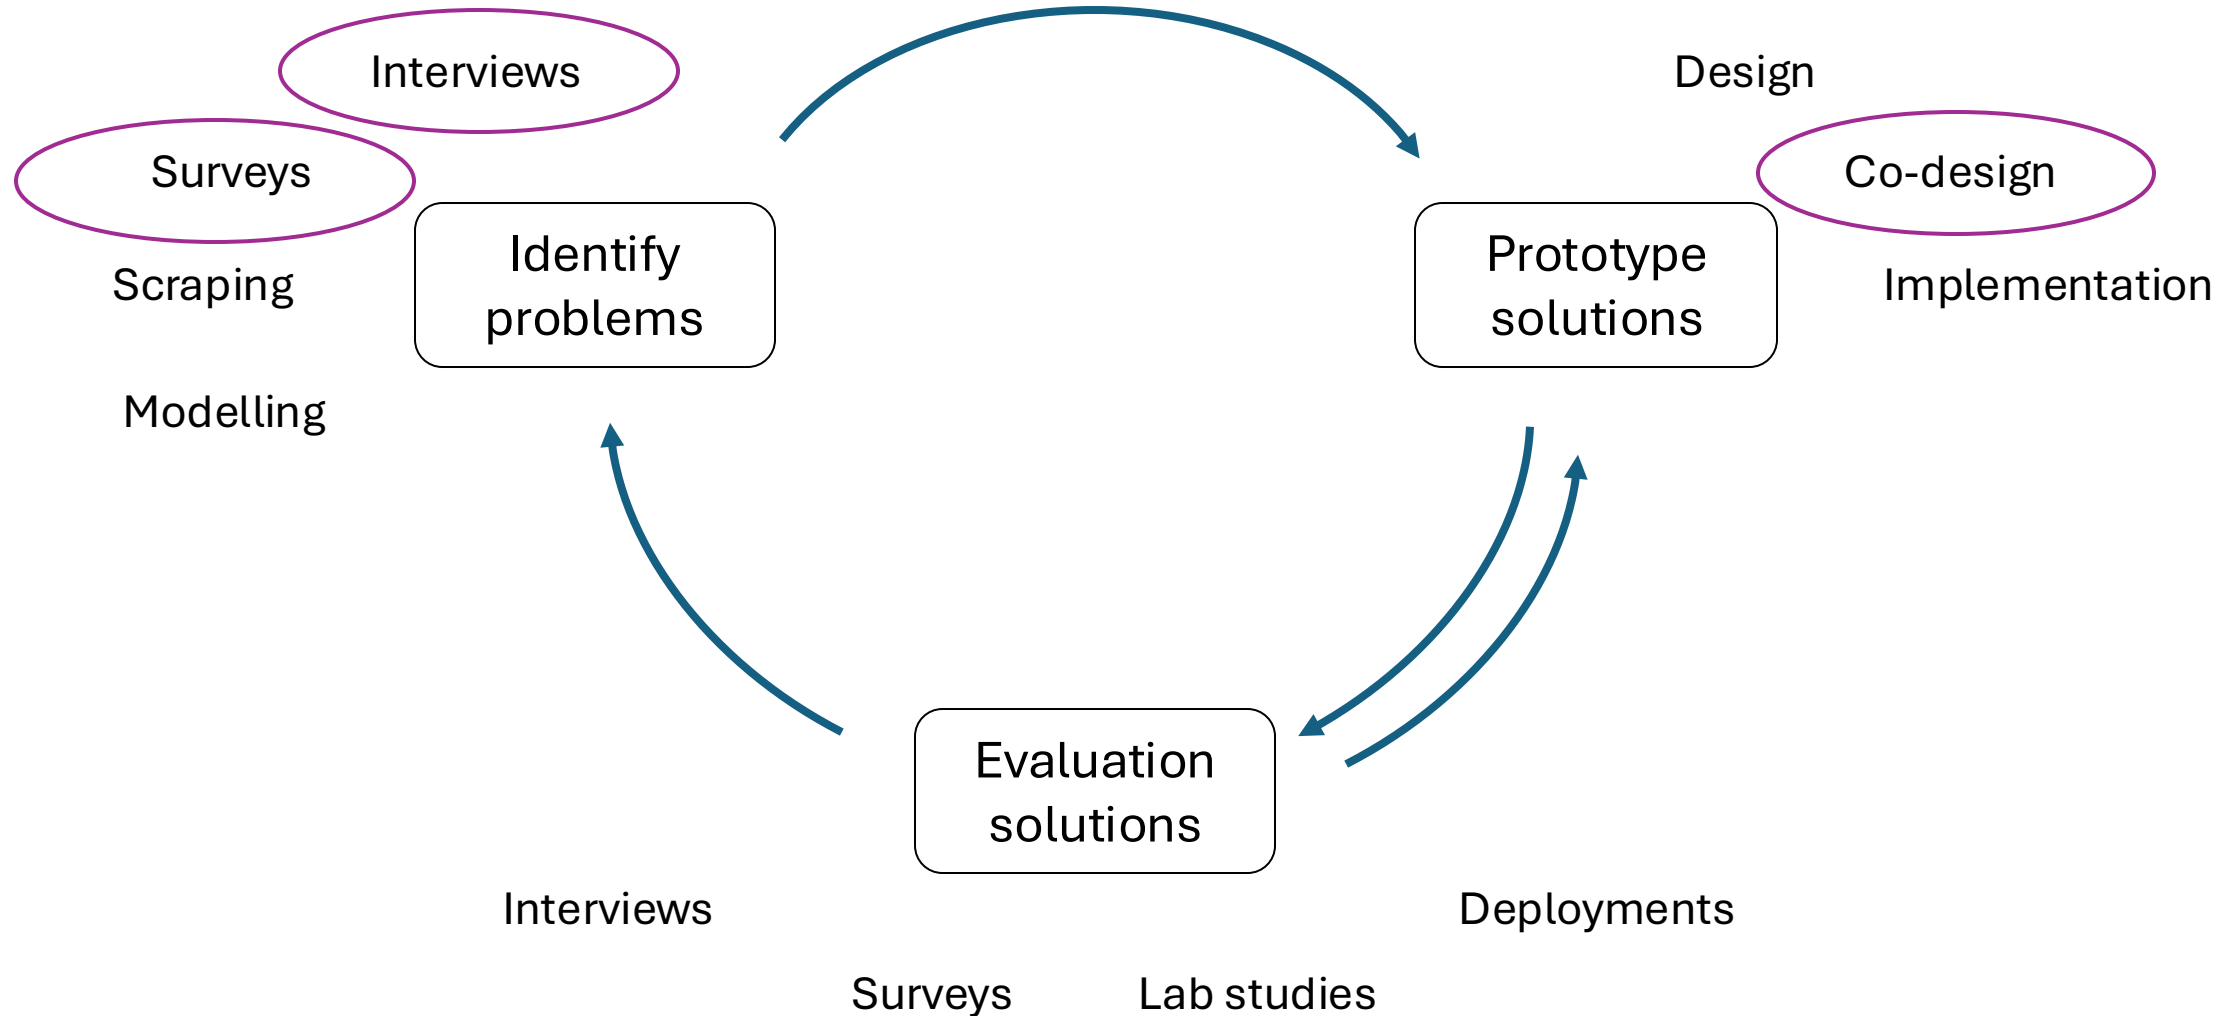 Interviews
Design
Surveys
Co-design
Identify
problems
Prototype
solutions
Scraping
Implementation
Modelling
Evaluation
solutions
Interviews
Deployments
Surveys
Lab studies